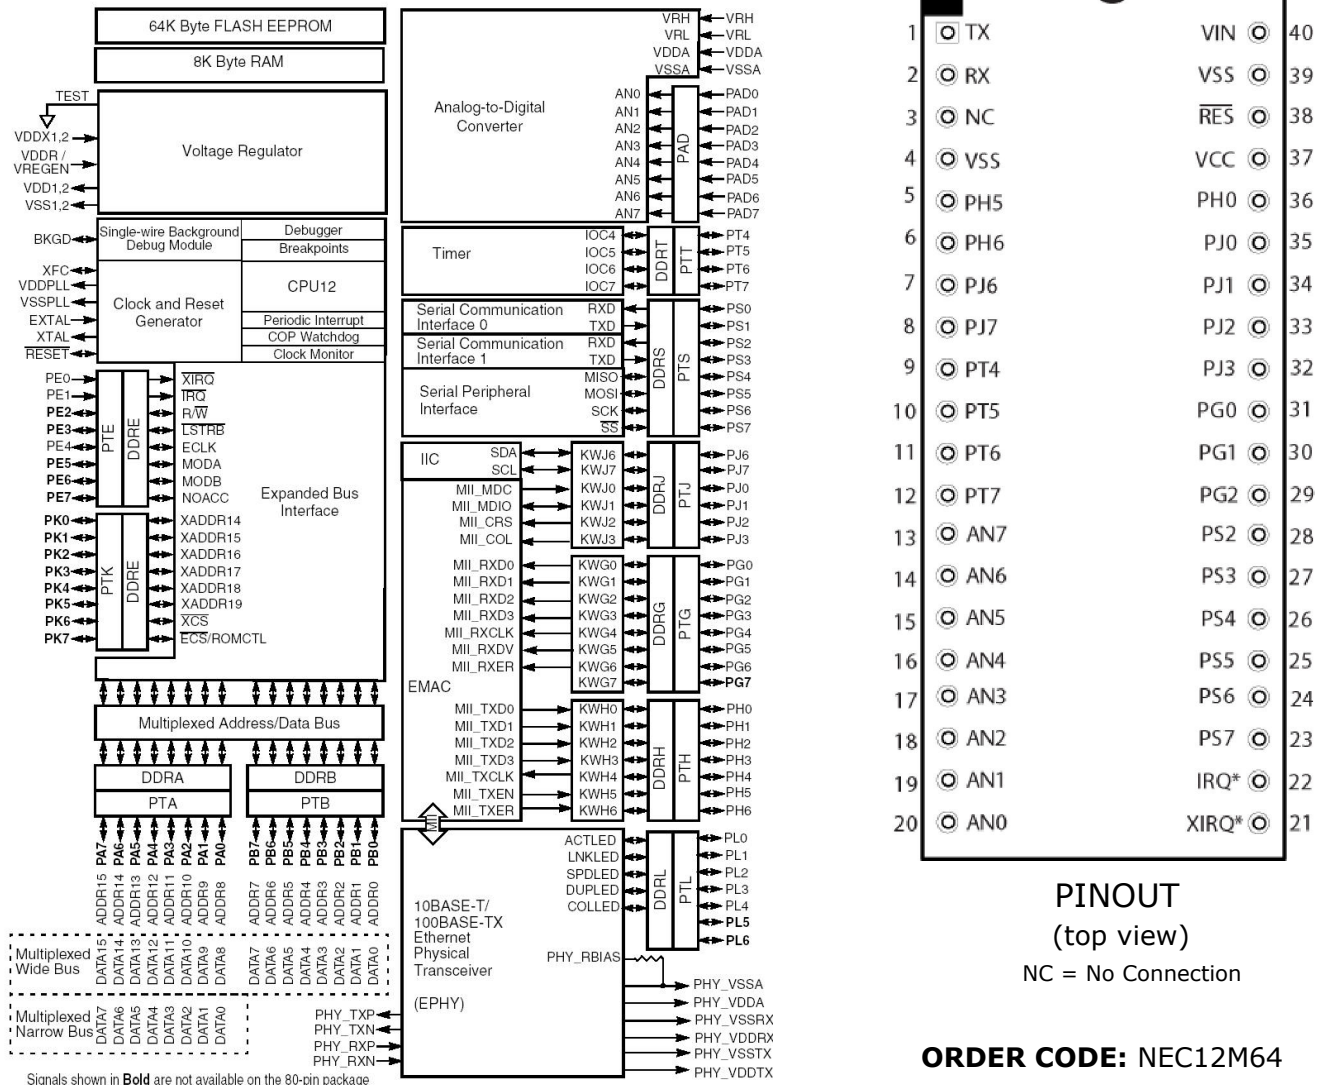 64K Byte FLASH EEPROM
8K Byte RAM
TEST
VDDX1,2
VDDR /
VREGEN
VDD1,2
VSS1,2
Voltage Regulator
BKGD
Single-wire Background
Debug Module
Debugger
Breakpoints
XFC
VDDPLL
VSSPLL
EXTAL
XTAL
RESET
Clock and Reset
Generator
CPU12
Periodic Interrupt
COP Watchdog
Clock Monitor
PE0
PE1
PE2
PE3
PE4
PE5
PE6
PE7
PTE
DDRE
XIRQ
IRQ
R/W
LSTRB
ECLK
MODA
MODB
NOACC
Expanded Bus
Interface
PK0
PK1
PK2
PK3
PK4
PK5
PK6
PK7
PTK
DDRE
XADDR14
XADDR15
XADDR16
XADDR17
XADDR18
XADDR19
XCS
ECS/ROMCTL
Multiplexed Address/Data Bus
DDRA
DDRB
PTA
PTB
PA7 PA6 PA5 PA4 PA3 PA2 PA1 PA0
PB7 PB6 PB5 PB4 PB3 PB2 PB1 PB0
ADDR15 ADDR14 ADDR13 ADDR12 ADDR11 ADDR10 ADDR9 ADDR8
ADDR7 ADDR6 ADDR5 ADDR4 ADDR3 ADDR2 ADDR1 ADDR0
Multiplexed
Wide Bus
DATA15 DATA14 DATA13 DATA12 DATA11 DATA10 DATA9 DATA8
DATA7 DATA6 DATA5 DATA4 DATA3 DATA2 DATA1 DATA0
Multiplexed
Narrow Bus
DATA7 DATA6 DATA5 DATA4 DATA3 DATA2 DATA1 DATA0
Signals shown in Bold are not available on the 80-pin package
Analog-to-Digital
Converter
VRH VRH
VRL VRL
VDDA VDDA
VSSA VSSA
AN0 PAD0
AN1 PAD1
AN2 PAD2
AN3 PAD3
AN4 PAD4
AN5 PAD5
AN6 PAD6
AN7 PAD7
PAD
Timer
IOC4 PT4
IOC5 PT5
IOC6 PT6
IOC7 PT7
DDRT
PTT
Serial Communication
Interface 0
RXD PS0
TXD PS1
Serial Communication
Interface 1
RXD PS2
TXD PS3
Serial Peripheral
Interface
MISO PS4
MOSI PS5
SCK PS6
SS PS7
DDRS
PTS
IIC
SDA KWJ6 PJ6
SCL KWJ7 PJ7
MII_MDC KWJ0 PJ0
MII_MDIO KWJ1 PJ1
MII_CRS KWJ2 PJ2
MII_COL KWJ3 PJ3
DDRJ
PTJ
MII_RXD0 KWG0 PG0
MII_RXD1 KWG1 PG1
MII_RXD2 KWG2 PG2
MII_RXD3 KWG3 PG3
MII_RXCLK KWG4 PG4
MII_RXDV KWG5 PG5
MII_RXER KWG6 PG6
KWG7 PG7
DDRG
PTG
EMAC
MII_TXD0 KWH0 PH0
MII_TXD1 KWH1 PH1
MII_TXD2 KWH2 PH2
MII_TXD3 KWH3 PH3
MII_TXCLK KWH4 PH4
MII_TXEN KWH5 PH5
MII_TXER KWH6 PH6
DDRH
PTH
MII
ACTLED PL0
LNKLED PL1
SPDLED PL2
DUPLED PL3
COLLED PL4
PL5
PL6
DDRL
PTL
10BASE-T/
100BASE-TX
Ethernet
Physical
Transceiver
(EPHY)
PHY_RBIAS
PHY_TXP
PHY_TXN
PHY_RXP
PHY_RXN
PHY_VSSA
PHY_VDDA
PHY_VSSRX
PHY_VDDRX
PHY_VSSTX
PHY_VDDTX
1 TX VIN 40
2 RX VSS 39
3 NC RES 38
4 VSS VCC 37
5 PH5 PH0 36
6 PH6 PJ0 35
7 PJ6 PJ1 34
8 PJ7 PJ2 33
9 PT4 PJ3 32
10 PT5 PG0 31
11 PT6 PG1 30
12 PT7 PG2 29
13 AN7 PS2 28
14 AN6 PS3 27
15 AN5 PS4 26
16 AN4 PS5 25
17 AN3 PS6 24
18 AN2 PS7 23
19 AN1 IRQ* 22
20 AN0 XIRQ* 21
PINOUT
(top view)
NC = No Connection
ORDER CODE: NEC12M64